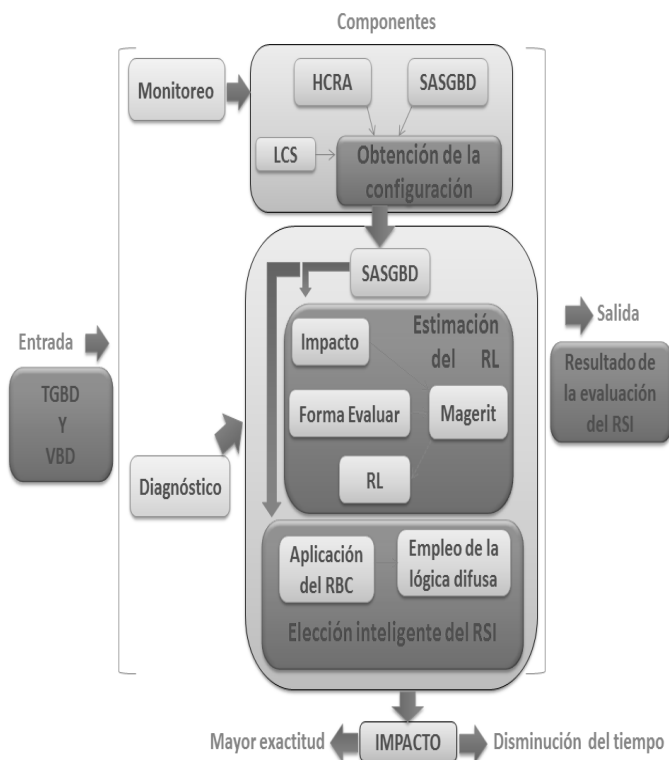 Componentes
Monitoreo
HCRA
SASGBD
LCS
Obtención de la
configuración
SASGBD
Entrada
TGBD
Y
VBD
Diagnóstico
Impacto
Estimación
del RL
Forma Evaluar
Magerit
RL
Aplicación
del RBC
Empleo de la
lógica difusa
Elección inteligente del RSI
Salida
Resultado de
la evaluación
del RSI
Mayor exactitud
IMPACTO
Disminución del tiempo